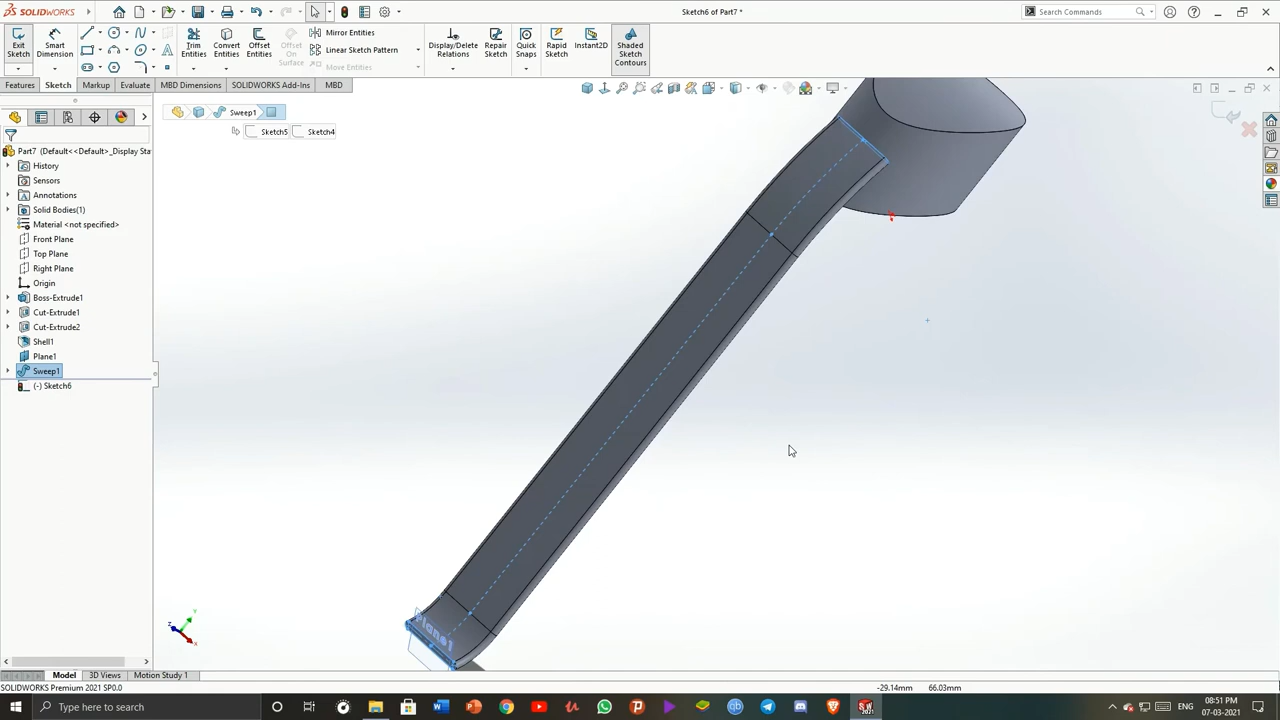 SOLIDWORKS
Sketch6 of Part7 *
Search Commands
Exit Sketch
Smart Dimension
Trim Entities
Convert Entities
Offset Entities
Offset On Surface
Mirror Entities
Linear Sketch Pattern
Move Entities
Display/Delete Relations
Repair Sketch
Quick Snaps
Rapid Sketch
Instant2D
Shaded Sketch Contours
Features
Sketch
Markup
Evaluate
MBD Dimensions
SOLIDWORKS Add-Ins
MBD
Sweep1
Sketch5
Sketch4
Part7 (Default<<Default>_Display Sta
History
Sensors
Annotations
Solid Bodies(1)
Material <not specified>
Front Plane
Top Plane
Right Plane
Origin
Boss-Extrude1
Cut-Extrude1
Cut-Extrude2
Shell1
Plane1
Sweep1
(-) Sketch6
Plane1
Y
Z
X
Model
3D Views
Motion Study 1
SOLIDWORKS Premium 2021 SP0.0
-29.14mm
66.03mm
Type here to search
ENG
08:51 PM
07-03-2021